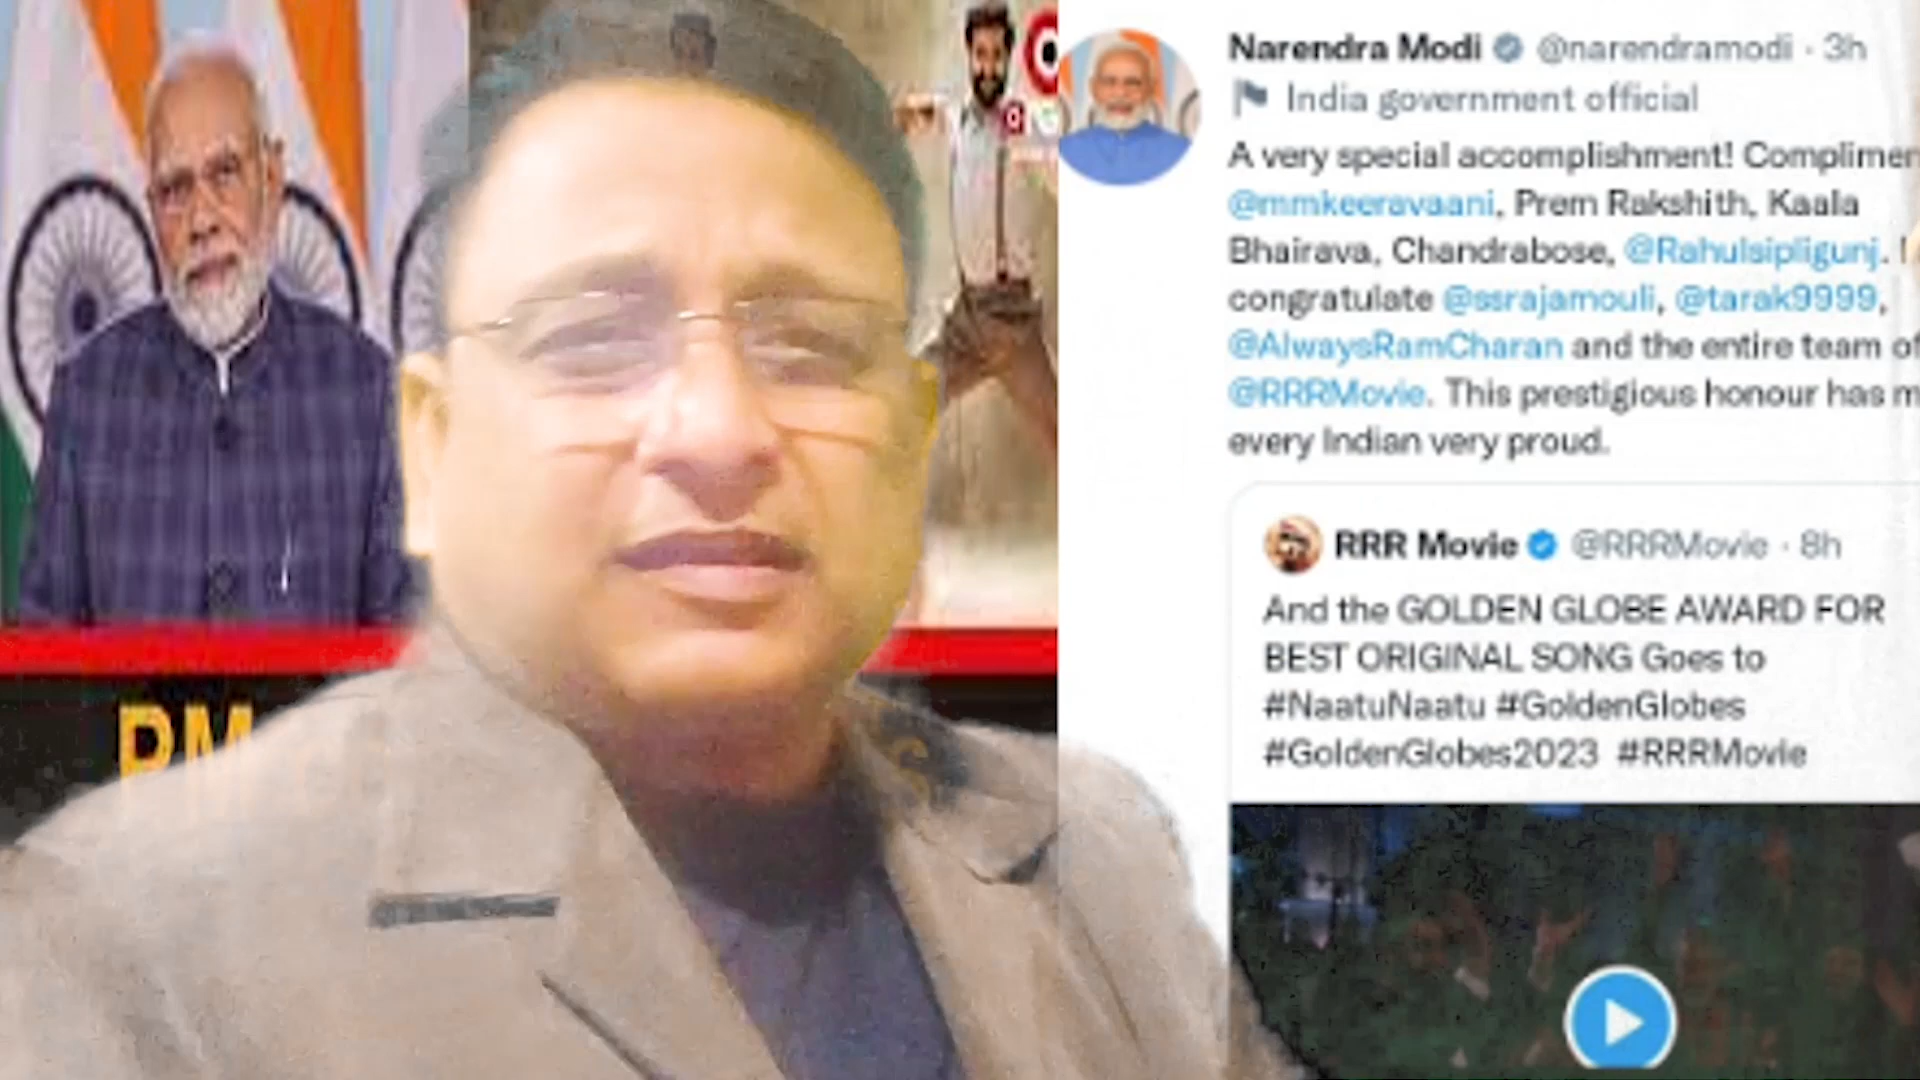 Narendra Modi @narendramodi · 3h
India government official
A very special accomplishment!
@mmkeeravaani, Prem Rakshith, Kaala
Bhairava, Chandrabose, @Rahulsipligunj.
congratulate @ssrajamouli, @tarak9999,
@AlwaysRamCharan and the entire team of
@RRRMovie. This prestigious honour has
every Indian very proud.
RRR Movie @RRRMovie · 8h
And the GOLDEN GLOBE AWARD FOR
BEST ORIGINAL SONG Goes to
#NaatuNaatu #GoldenGlobes
#GoldenGlobes2023 #RRRMovie
PM